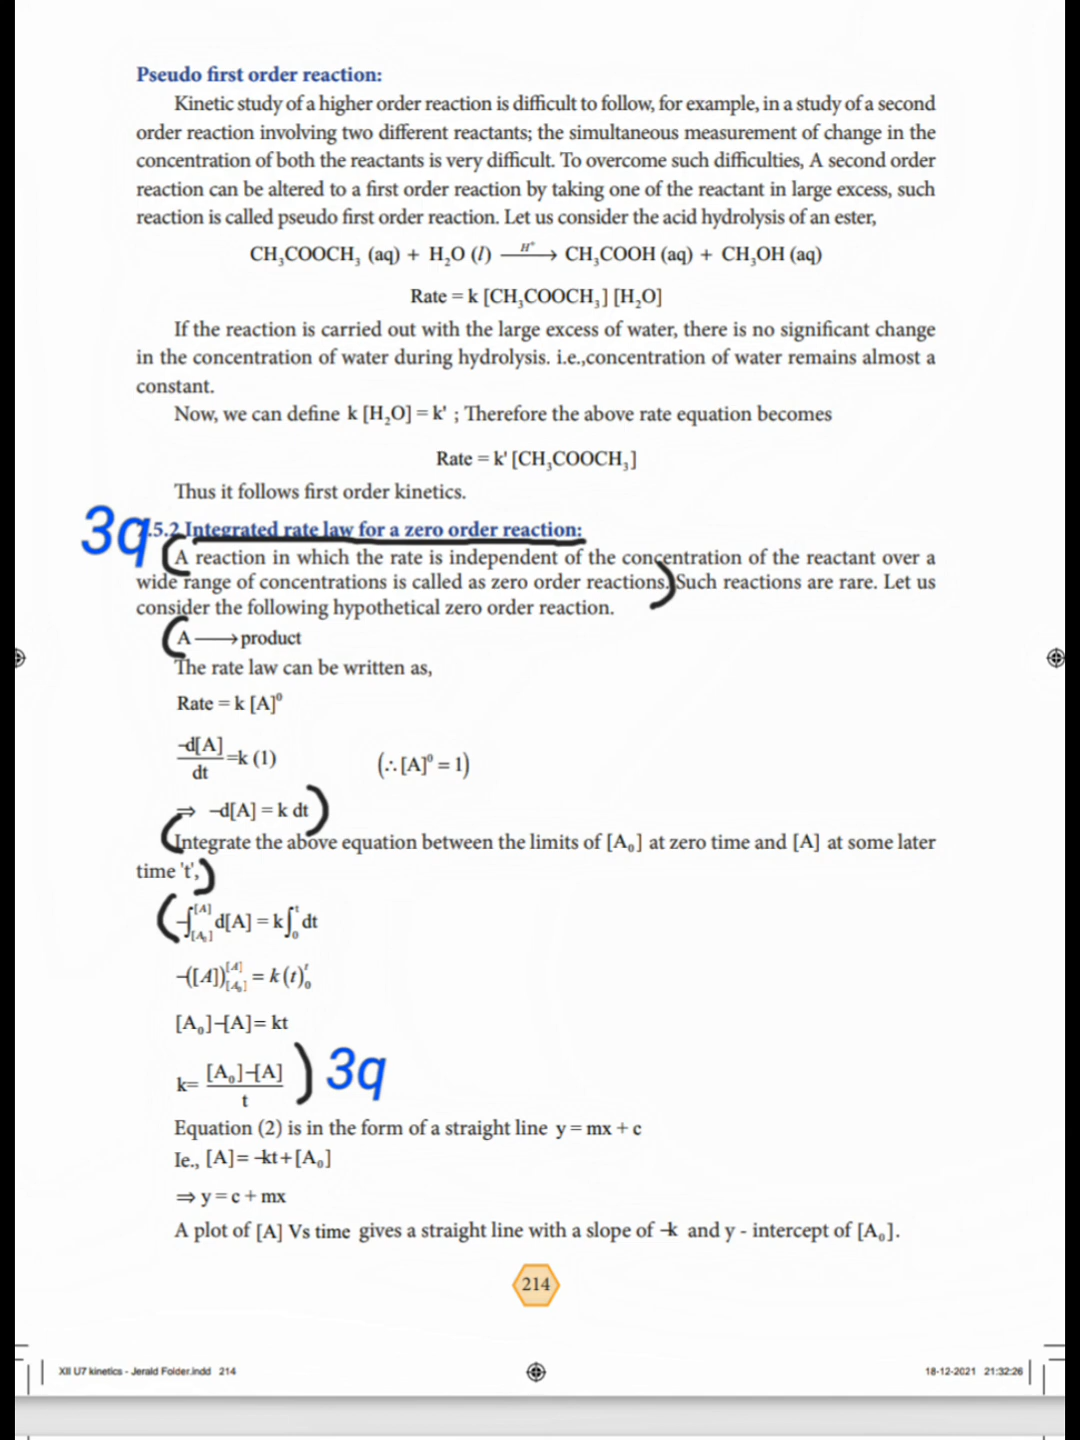 Pseudo first order reaction:
Kinetic study of a higher order reaction is difficult to follow, for example, in a study of a second
order reaction involving two different reactants; the simultaneous measurement of change in the
concentration of both the reactants is very difficult. To overcome such difficulties, A second order
reaction can be altered to a first order reaction by taking one of the reactant in large excess, such
reaction is called pseudo first order reaction. Let us consider the acid hydrolysis of an ester,
CH₃COOCH₃ (aq) + H₂O (l) —H⁺→ CH₃COOH (aq) + CH₃OH (aq)
Rate = k [CH₃COOCH₃] [H₂O]
If the reaction is carried out with the large excess of water, there is no significant change
in the concentration of water during hydrolysis. i.e.,concentration of water remains almost a
constant.
Now, we can define k [H₂O] = k' ; Therefore the above rate equation becomes
Rate = k' [CH₃COOCH₃]
Thus it follows first order kinetics.
3q .5.2 Integrated rate law for a zero order reaction:
(A reaction in which the rate is independent of the concentration of the reactant over a
wide range of concentrations is called as zero order reactions.) Such reactions are rare. Let us
consider the following hypothetical zero order reaction.
(A ⟶ product
The rate law can be written as,
Rate = k [A]⁰
-d[A]/dt =k (1) (∴ [A]⁰ = 1)
⇒ -d[A] = k dt)
(Integrate the above equation between the limits of [A₀] at zero time and [A] at some later
time 't',)
(-∫_[A₀]^[A] d[A] = k∫₀ᵗ dt
-([A])_[A₀]^[A] = k (t)₀ᵗ
[A₀]-[A]= kt
k= [A₀]-[A]/t ) 3q
Equation (2) is in the form of a straight line y = mx + c
Ie., [A]= -kt+[A₀]
⇒ y = c + mx
A plot of [A] Vs time gives a straight line with a slope of -k and y - intercept of [A₀].
214
XII U7 kinetics - Jerald Folder.indd 214 18-12-2021 21:32:26